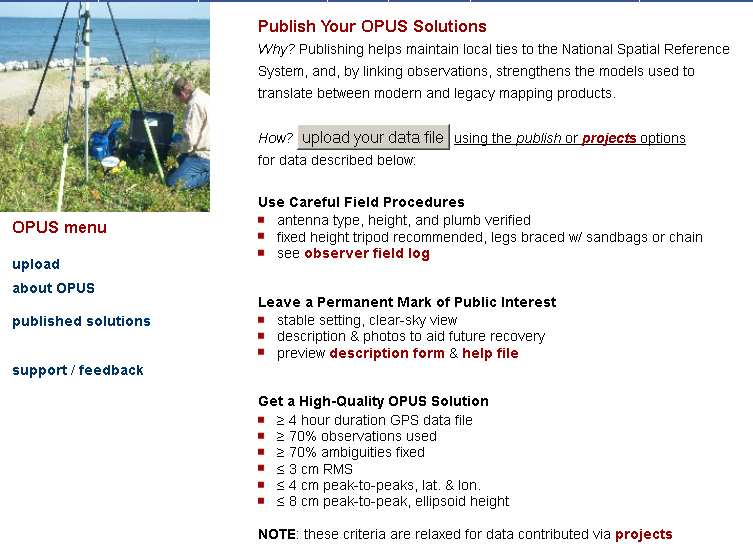 Publish Your OPUS Solutions
Why? Publishing helps maintain local ties to the National Spatial Reference
System, and, by linking observations, strengthens the models used to
translate between modern and legacy mapping products.
How? upload your data file using the publish or projects options
for data described below:
Use Careful Field Procedures
antenna type, height, and plumb verified
fixed height tripod recommended, legs braced w/ sandbags or chain
see observer field log
Leave a Permanent Mark of Public Interest
stable setting, clear-sky view
description & photos to aid future recovery
preview description form & help file
Get a High-Quality OPUS Solution
≥ 4 hour duration GPS data file
≥ 70% observations used
≥ 70% ambiguities fixed
≤ 3 cm RMS
≤ 4 cm peak-to-peaks, lat. & lon.
≤ 8 cm peak-to-peak, ellipsoid height
NOTE: these criteria are relaxed for data contributed via projects
OPUS menu
upload
about OPUS
published solutions
support / feedback